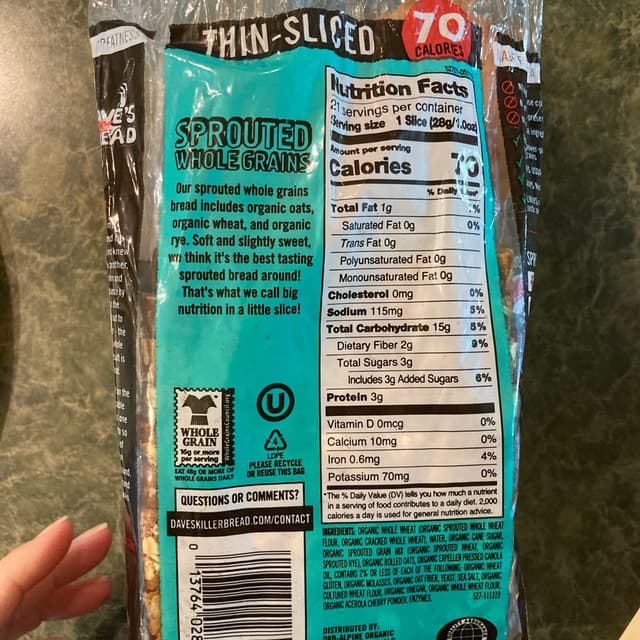 THIN-SLICED
70
CALORIES
SPROUTED
WHOLE GRAINS
Our sprouted whole grains
bread includes organic oats,
organic wheat, and organic
rye. Soft and slightly sweet,
we think it's the best tasting
sprouted bread around!
That's what we call big
nutrition in a little slice!
WHOLE
GRAIN
16g or more
per serving
WholeGrainsCouncil.org
EAT 48g OR MORE OF
WHOLE GRAINS DAILY
U
4
LDPE
PLEASE RECYCLE
OR REUSE THIS BAG
QUESTIONS OR COMMENTS?
DAVESKILLERBREAD.COM/CONTACT
0 13764 028
Nutrition Facts
21 servings per container
Serving size 1 Slice (28g/1.0oz)
Amount per serving
Calories 70
% Daily
Total Fat 1g %
Saturated Fat 0g 0%
Trans Fat 0g
Polyunsaturated Fat 0g
Monounsaturated Fat 0g
Cholesterol 0mg 0%
Sodium 115mg 5%
Total Carbohydrate 15g 5%
Dietary Fiber 2g 9%
Total Sugars 3g
Includes 3g Added Sugars 6%
Protein 3g
Vitamin D 0mcg 0%
Calcium 10mg 0%
Iron 0.6mg 4%
Potassium 70mg 0%
*The % Daily Value (DV) tells you how much a nutrient
in a serving of food contributes to a daily diet. 2,000
calories a day is used for general nutrition advice.
INGREDIENTS: ORGANIC WHOLE WHEAT (ORGANIC SPROUTED WHOLE WHEAT
FLOUR, ORGANIC CRACKED WHOLE WHEAT), WATER, ORGANIC CANE SUGAR,
ORGANIC SPROUTED GRAIN MIX (ORGANIC SPROUTED WHEAT, ORGANIC
SPROUTED RYE), ORGANIC ROLLED OATS, ORGANIC EXPELLER PRESSED CANOLA
OIL, CONTAINS 2% OR LESS OF EACH OF THE FOLLOWING: ORGANIC WHEAT
GLUTEN, ORGANIC MOLASSES, ORGANIC OAT FIBER, YEAST, SEA SALT, ORGANIC
CULTURED WHEAT FLOUR, ORGANIC VINEGAR, ORGANIC WHOLE WHEAT FLOUR,
ORGANIC ACEROLA CHERRY POWDER, ENZYMES. 527-111119
DISTRIBUTED BY: